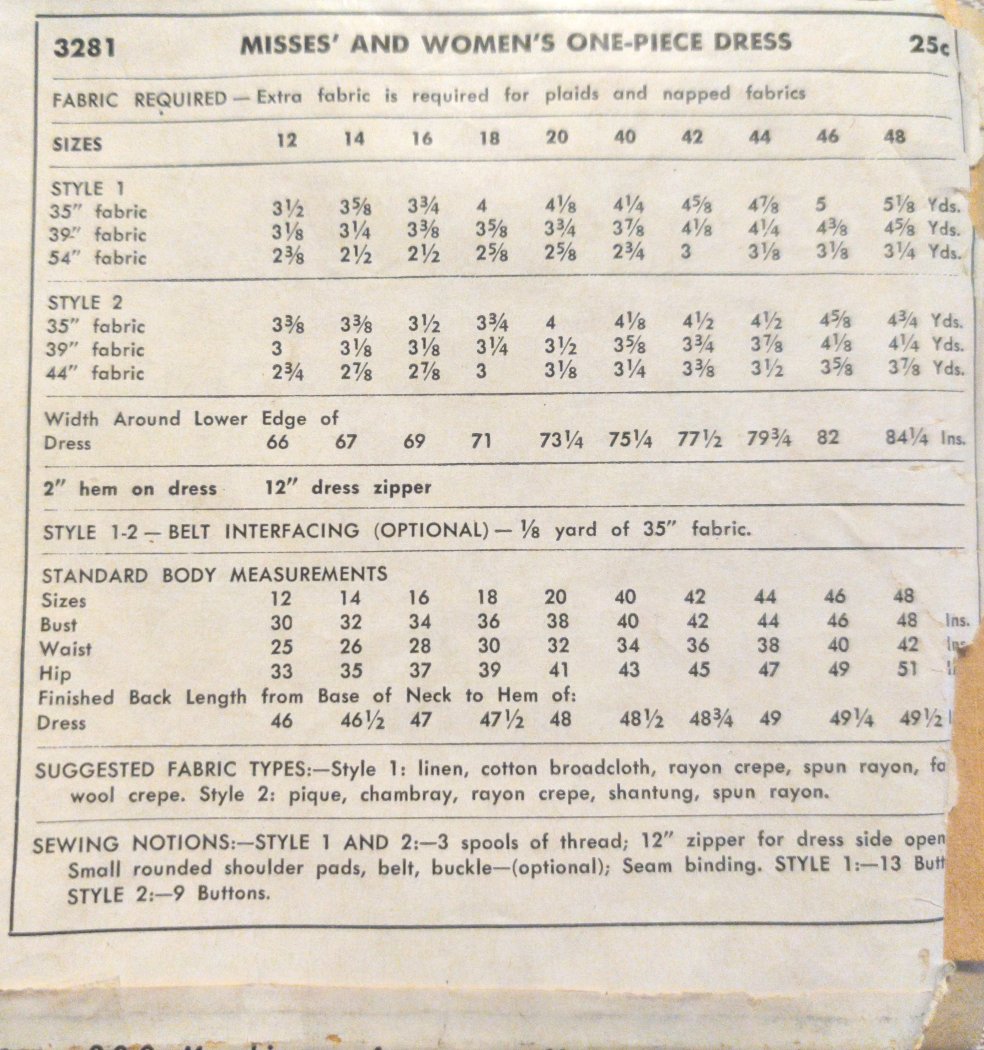 3281 MISSES' AND WOMEN'S ONE-PIECE DRESS 25c
FABRIC REQUIRED — Extra fabric is required for plaids and napped fabrics
SIZES 12 14 16 18 20 40 42 44 46 48
STYLE 1
35" fabric 3½ 3⅝ 3¾ 4 4⅛ 4¼ 4⅝ 4⅞ 5 5⅛ Yds.
39" fabric 3⅛ 3¼ 3⅜ 3⅝ 3¾ 3⅞ 4⅛ 4¼ 4⅜ 4⅝ Yds.
54" fabric 2⅜ 2½ 2½ 2⅝ 2⅝ 2¾ 3 3⅛ 3⅛ 3¼ Yds.
STYLE 2
35" fabric 3⅜ 3⅜ 3½ 3¾ 4 4⅛ 4½ 4½ 4⅝ 4¾ Yds.
39" fabric 3 3⅛ 3⅛ 3¼ 3½ 3⅝ 3¾ 3⅞ 4⅛ 4¼ Yds.
44" fabric 2¾ 2⅞ 2⅞ 3 3⅛ 3¼ 3⅜ 3½ 3⅝ 3⅞ Yds.
Width Around Lower Edge of
Dress 66 67 69 71 73¼ 75¼ 77½ 79¾ 82 84¼ Ins.
2" hem on dress 12" dress zipper
STYLE 1-2 — BELT INTERFACING (OPTIONAL) — ⅛ yard of 35" fabric.
STANDARD BODY MEASUREMENTS
Sizes 12 14 16 18 20 40 42 44 46 48
Bust 30 32 34 36 38 40 42 44 46 48 Ins.
Waist 25 26 28 30 32 34 36 38 40 42 Ins
Hip 33 35 37 39 41 43 45 47 49 51
Finished Back Length from Base of Neck to Hem of:
Dress 46 46½ 47 47½ 48 48½ 48¾ 49 49¼ 49½
SUGGESTED FABRIC TYPES:—Style 1: linen, cotton broadcloth, rayon crepe, spun rayon, fa
wool crepe. Style 2: pique, chambray, rayon crepe, shantung, spun rayon.
SEWING NOTIONS:—STYLE 1 AND 2:—3 spools of thread; 12" zipper for dress side open
Small rounded shoulder pads, belt, buckle—(optional); Seam binding. STYLE 1:—13 Butt
STYLE 2:—9 Buttons.